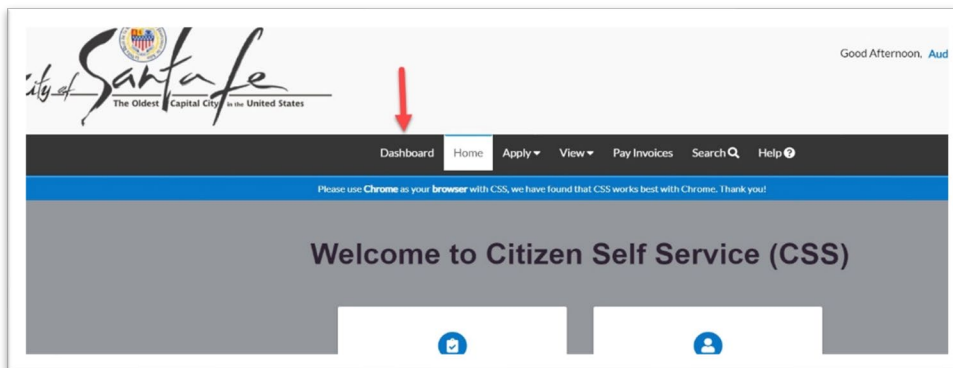 City of Santa Fe
The Oldest Capital City in the United States
Good Afternoon, Aud
Dashboard Home Apply View Pay Invoices Search Help
Please use Chrome as your browser with CSS, we have found that CSS works best with Chrome. Thank you!
Welcome to Citizen Self Service (CSS)